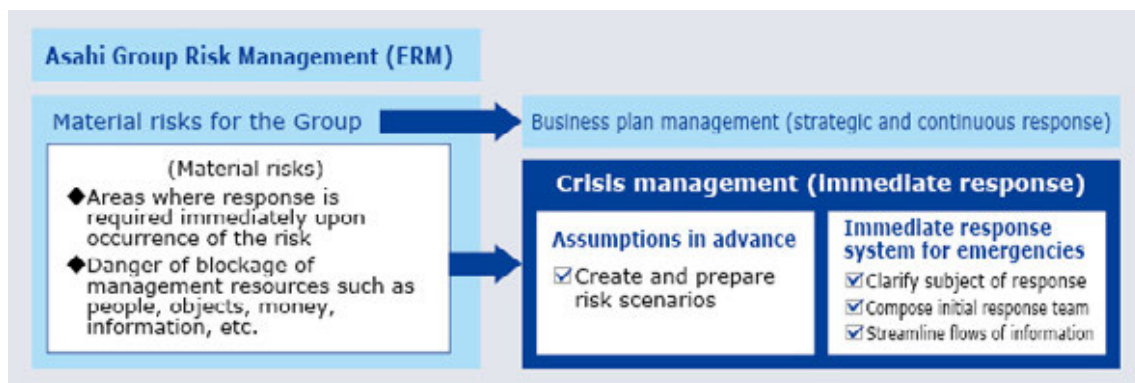 Asahi Group Risk Management (ERM)
Material risks for the Group
Business plan management (strategic and continuous response)
(Material risks)
◆Areas where response is
required immediately upon
occurrence of the risk
◆Danger of blockage of
management resources such as
people, objects, money,
information, etc.
Crisis management (immediate response)
Assumptions in advance
☑Create and prepare
risk scenarios
Immediate response
system for emergencies
☑Clarify subject of response
☑Compose initial response team
☑Streamline flows of information